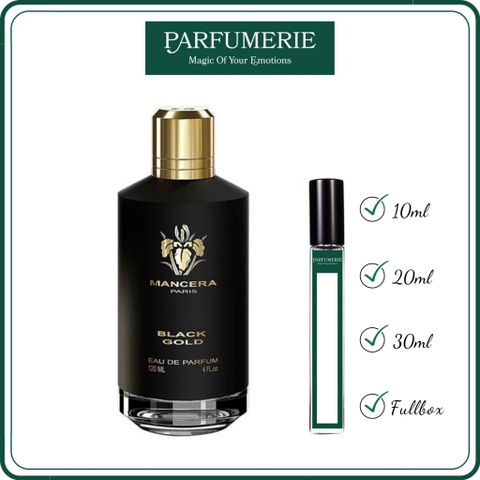 PARFUMERIE
Magic Of Your Emotions
MANCERA
PARIS
BLACK
GOLD
EAU DE PARFUM
120 ML 4 Fl.oz
PARFUMERIE
10ml
20ml
30ml
Fullbox